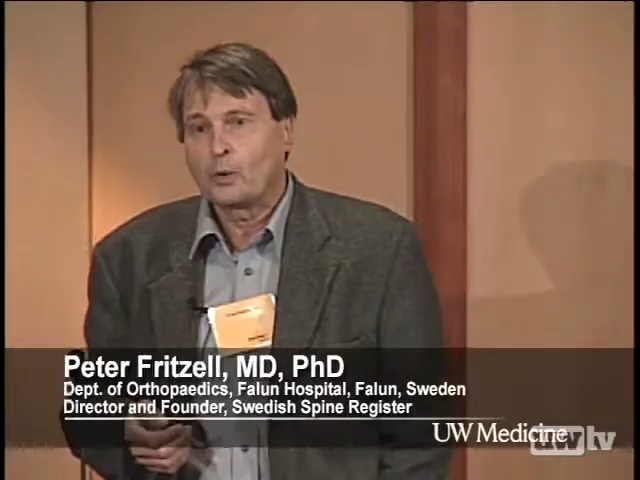 Peter Fritzell, MD, PhD
Dept. of Orthopaedics, Falun Hospital, Falun, Sweden
Director and Founder, Swedish Spine Register
UW Medicine
uwtv